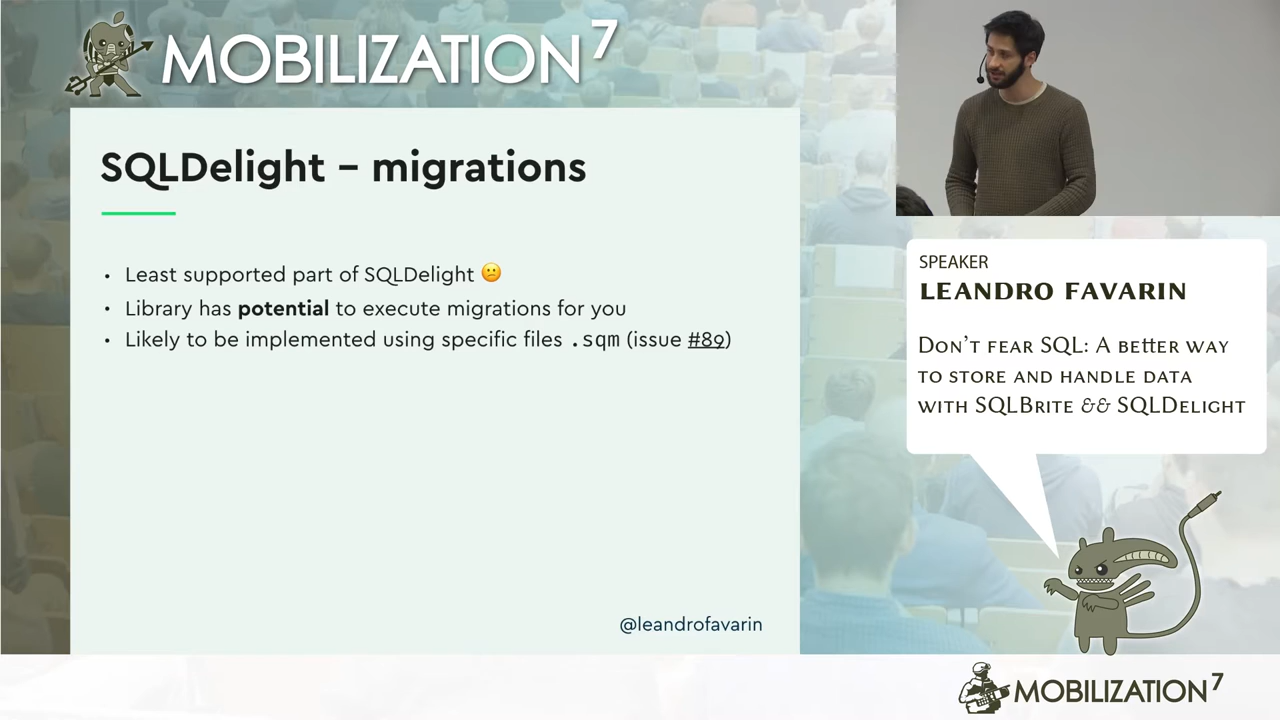 MOBILIZATION 7
SQLDelight – migrations
• Least supported part of SQLDelight 😕
• Library has potential to execute migrations for you
• Likely to be implemented using specific files .sqm (issue #89)
@leandrofavarin
SPEAKER
LEANDRO FAVARIN
DON'T FEAR SQL: A BETTER WAY
TO STORE AND HANDLE DATA
WITH SQLBRITE && SQLDELIGHT
MOBILIZATION 7